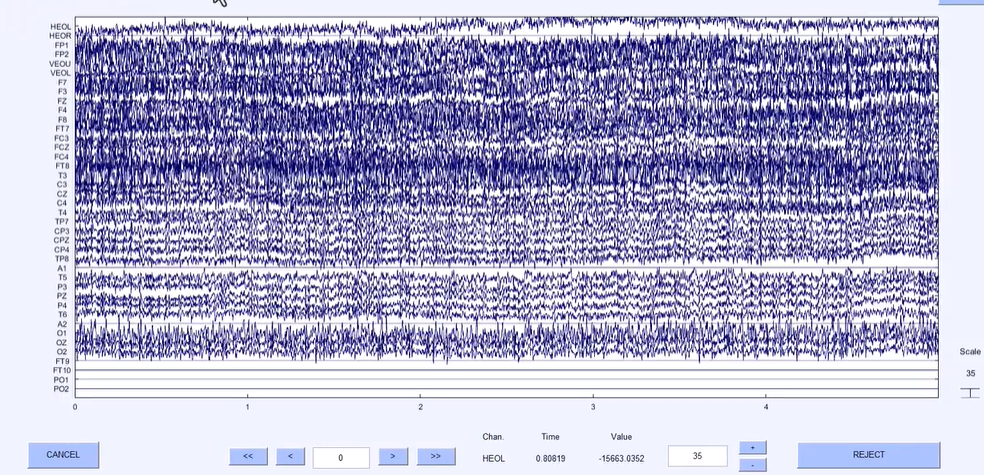 HEOL
HEOR
FP1
FP2
VEOU
VEOL
F7
F3
FZ
F4
F8
FT7
FC3
FCZ
FC4
FT8
T3
C3
CZ
C4
T4
TP7
CP3
CPZ
CP4
TP8
A1
T5
P3
PZ
P4
T6
A2
O1
OZ
O2
FT9
FT10
PO1
PO2
0 1 2 3 4
Scale
35
Chan. Time Value
CANCEL << < 0 > >> HEOL 0.80819 -15663.0352 35 + - REJECT